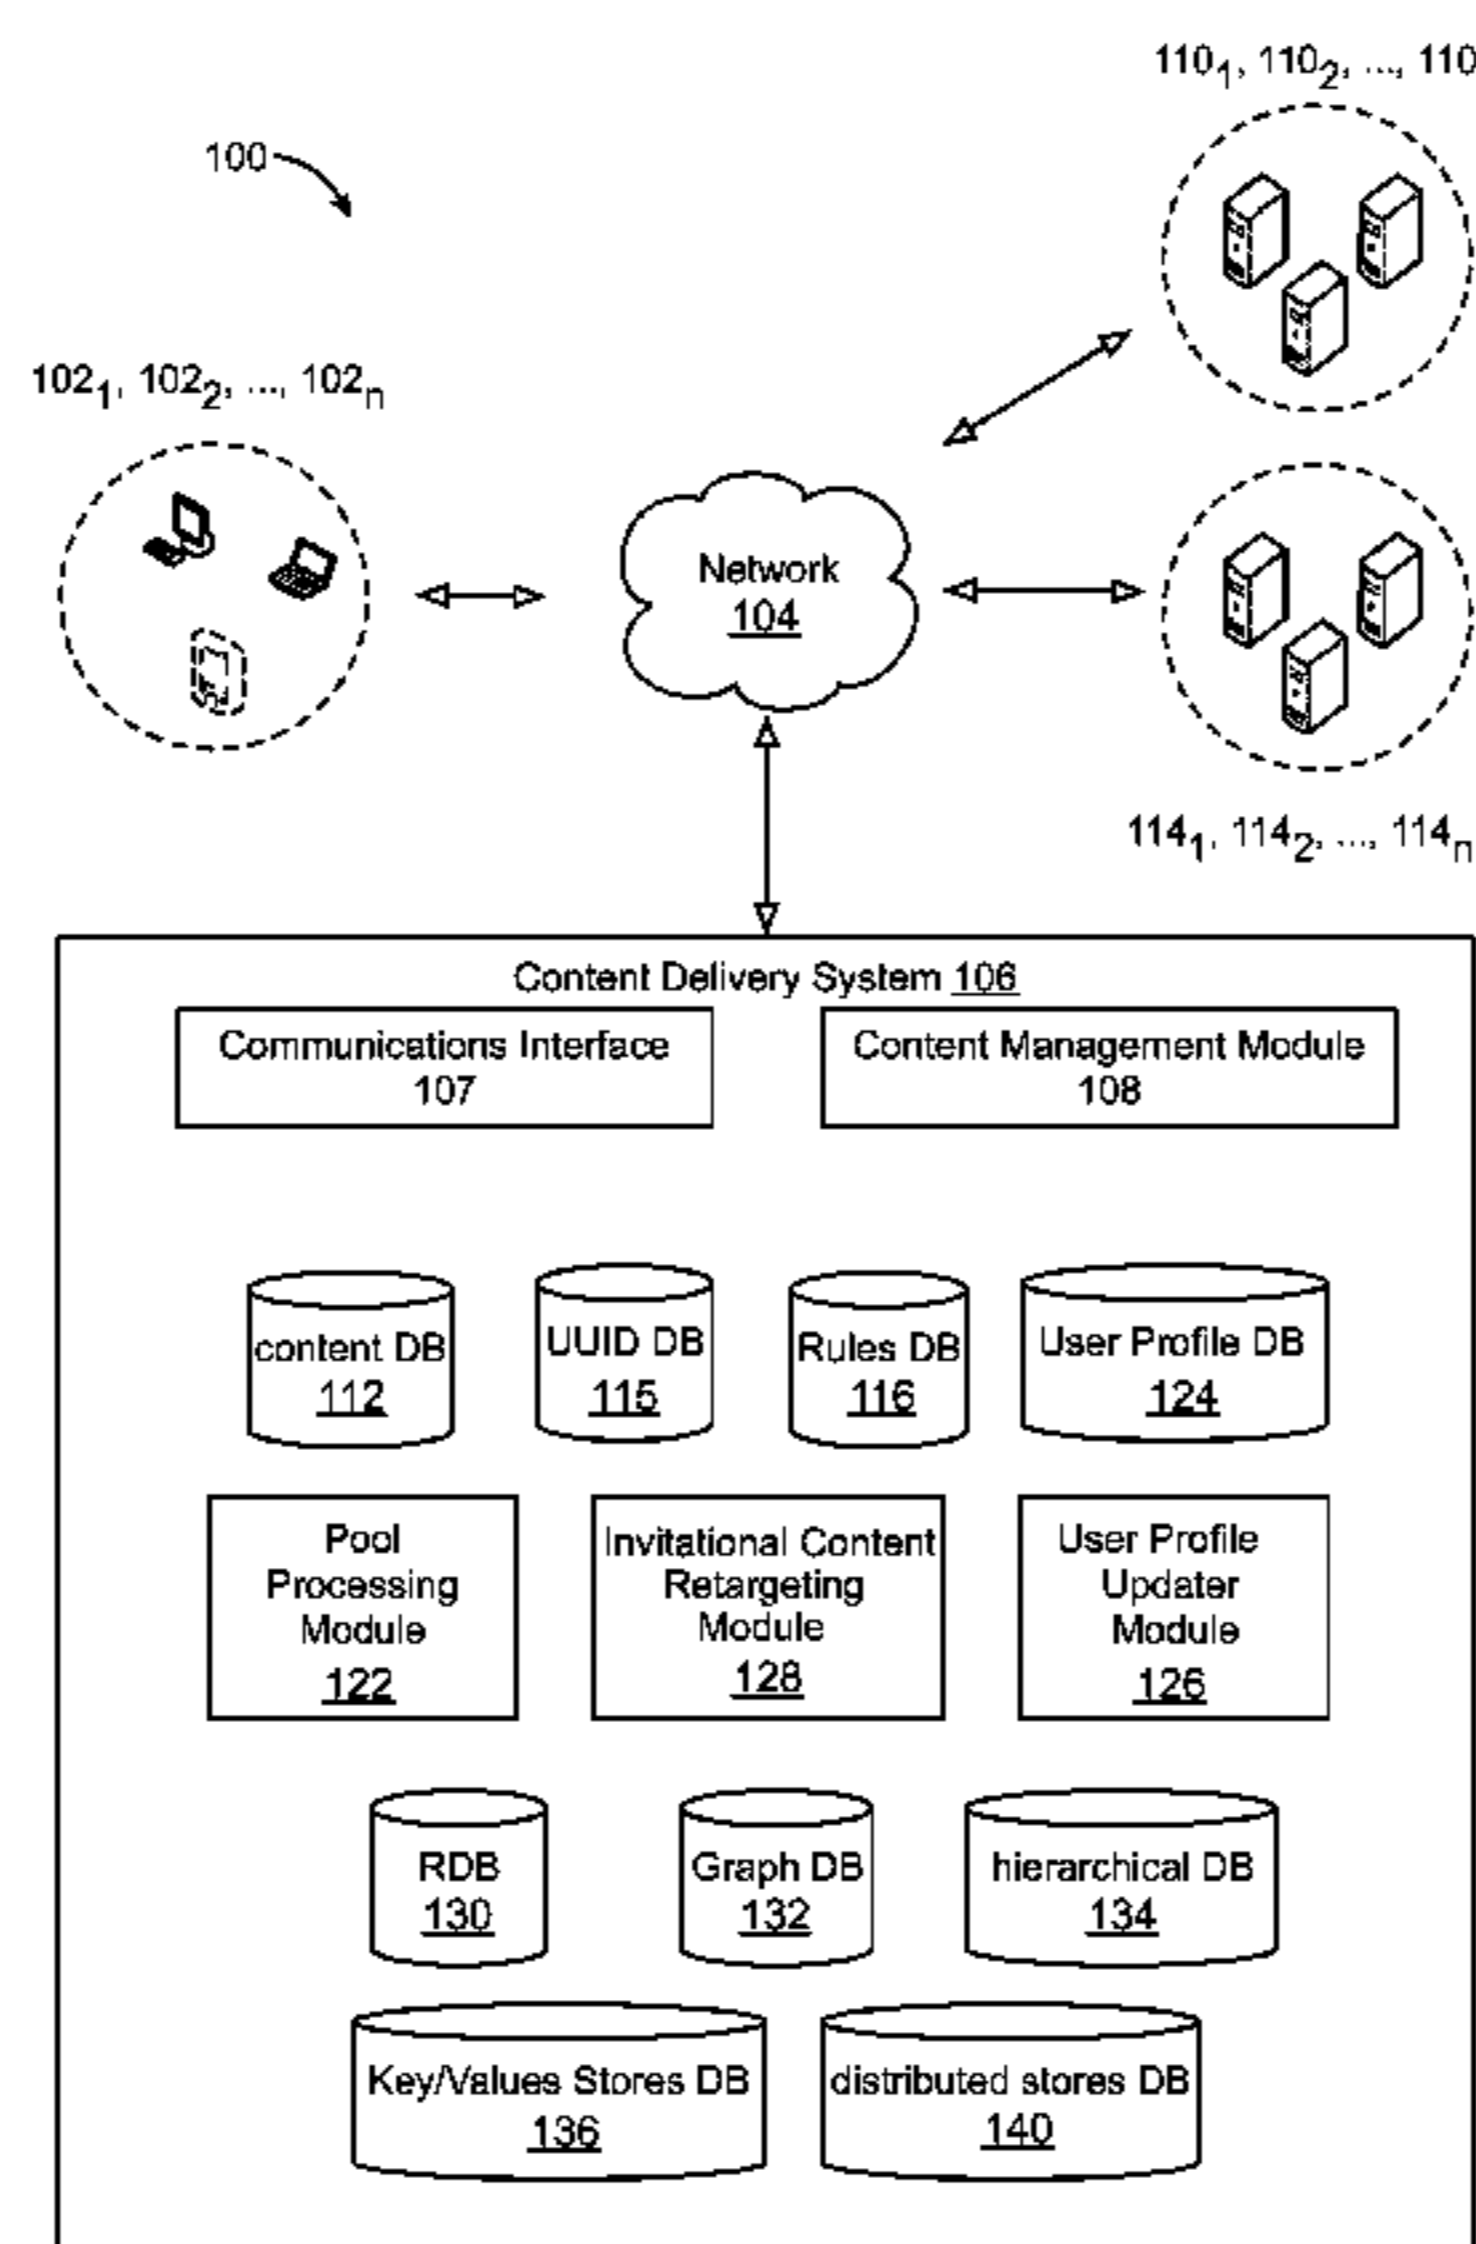 110₁, 110₂, ..., 110
100
102₁, 102₂, ..., 102ₙ
Network
104
114₁, 114₂, ..., 114ₙ
Content Delivery System 106
Communications Interface
107
Content Management Module
108
content DB
112
UUID DB
115
Rules DB
116
User Profile DB
124
Pool
Processing
Module
122
Invitational Content
Retargeting
Module
128
User Profile
Updater
Module
126
RDB
130
Graph DB
132
hierarchical DB
134
Key/Values Stores DB
136
distributed stores DB
140